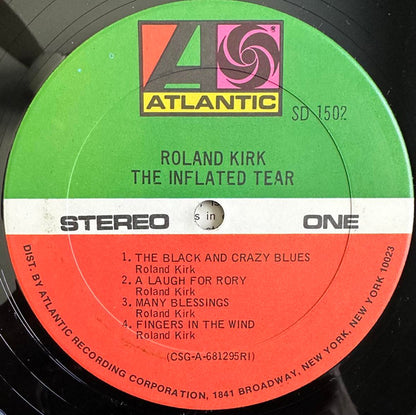 ATLANTIC
SD 1502
ROLAND KIRK
THE INFLATED TEAR
STEREO
ONE
1. THE BLACK AND CRAZY BLUES
Roland Kirk
2. A LAUGH FOR RORY
Roland Kirk
3. MANY BLESSINGS
Roland Kirk
4. FINGERS IN THE WIND
Roland Kirk
(CSG-A-681295RI)
DIST. BY ATLANTIC RECORDING CORPORATION, 1841 BROADWAY, NEW YORK, NEW YORK 10023